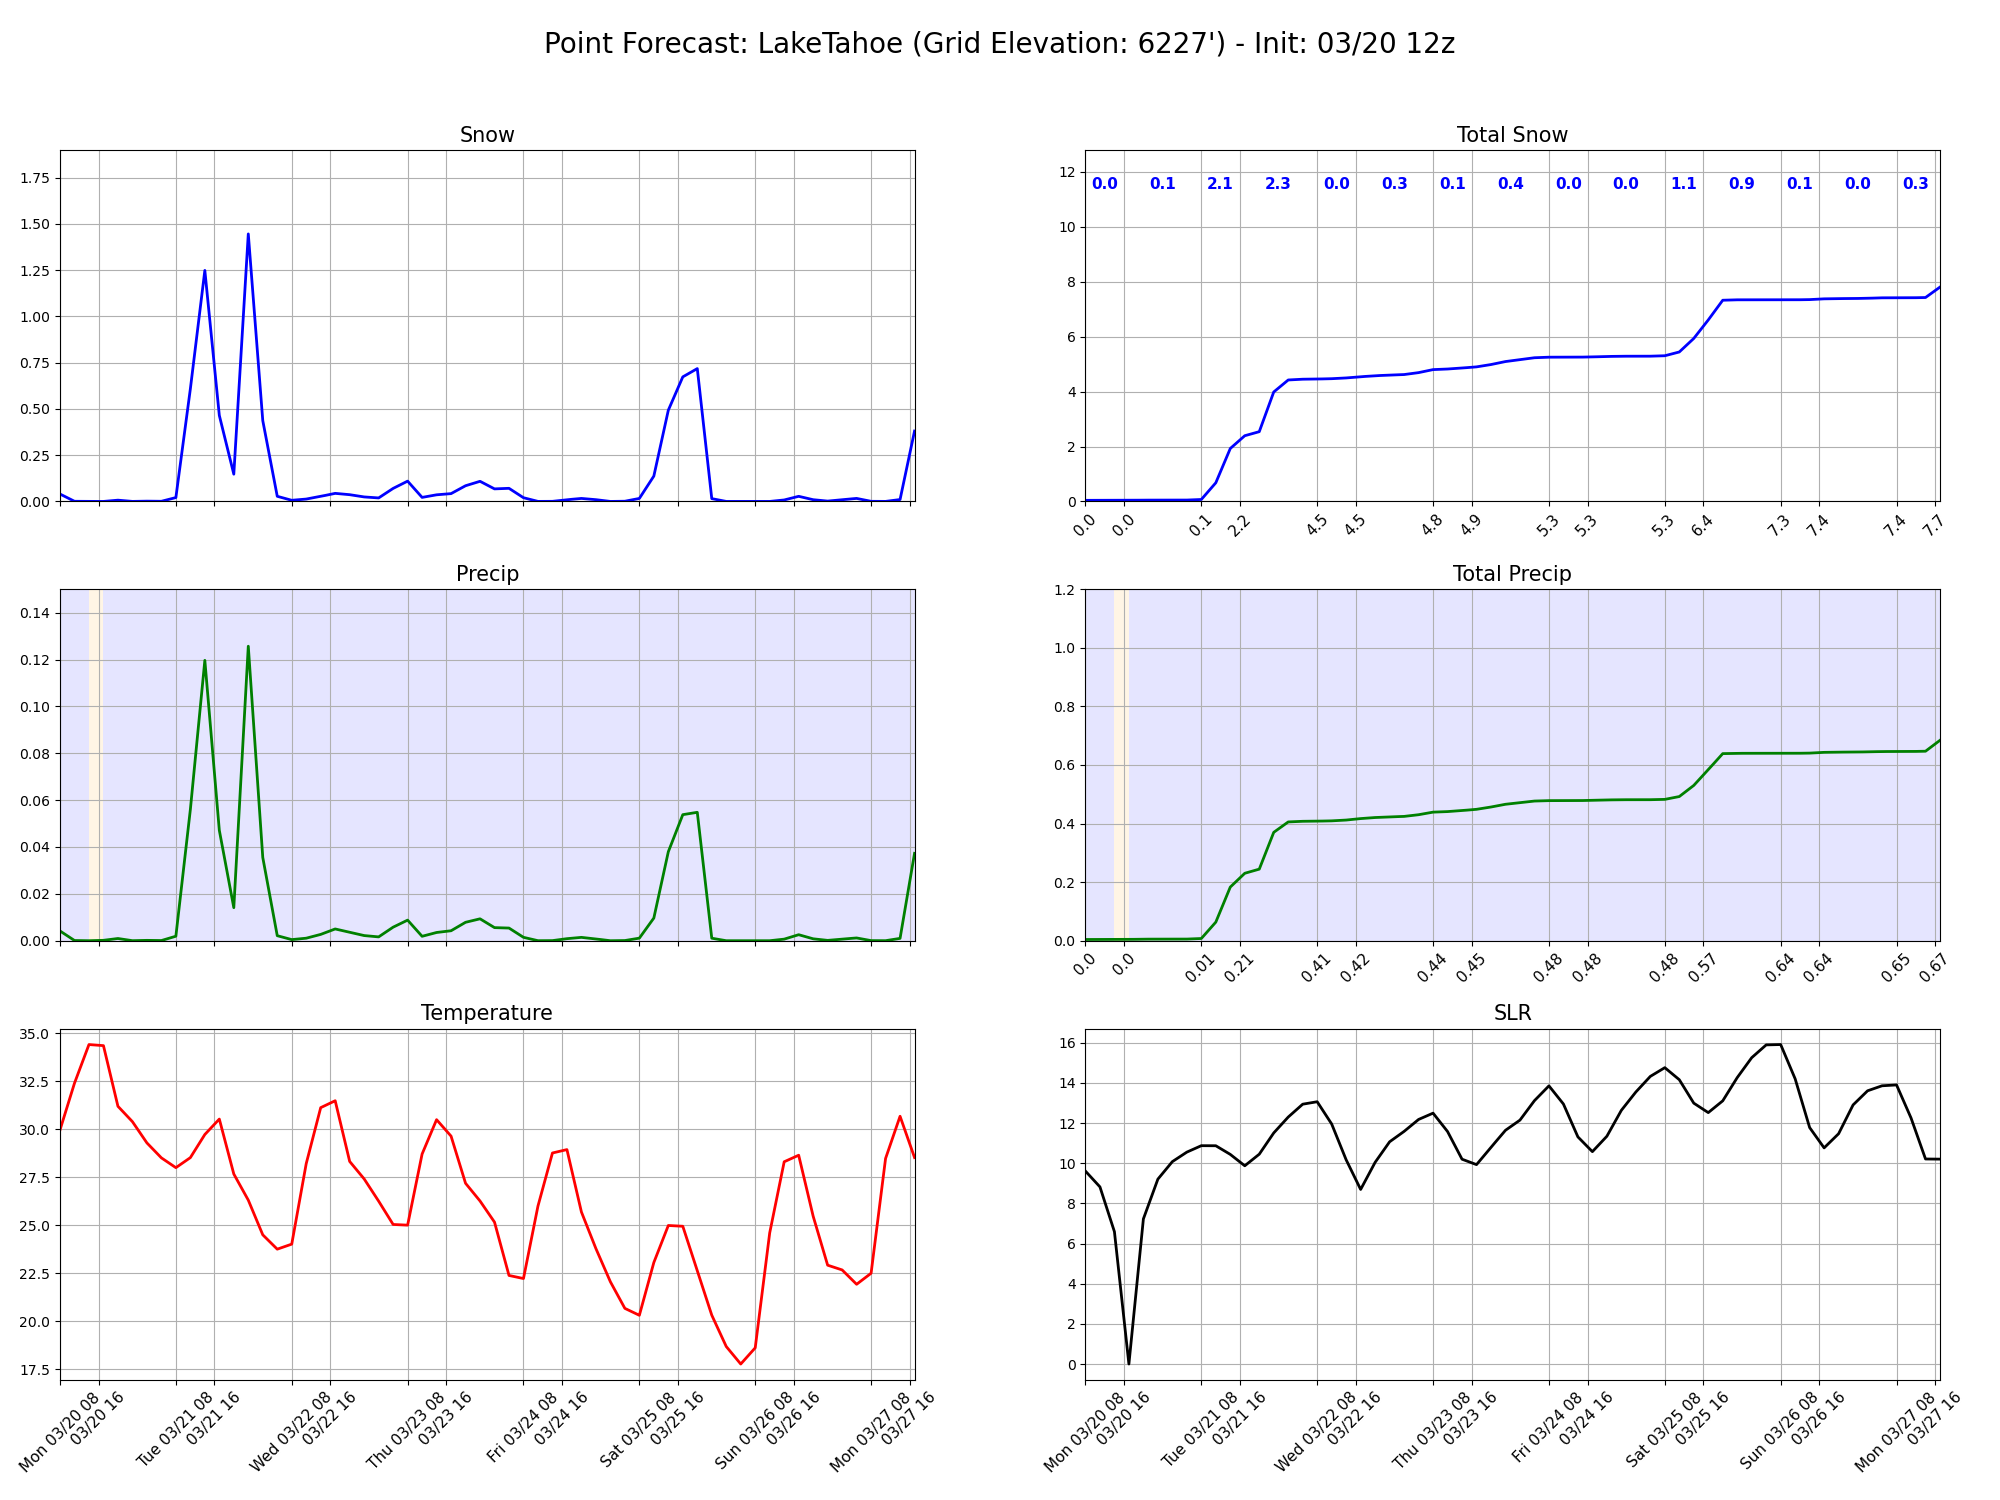 Point Forecast: LakeTahoe (Grid Elevation: 6227') - Init: 03/20 12z
Snow
1.75
1.50
1.25
1.00
0.75
0.50
0.25
0.00
Total Snow
12
10
8
6
4
2
0
0.0 0.1 2.1 2.3 0.0 0.3 0.1 0.4 0.0 0.0 1.1 0.9 0.1 0.0 0.3
0.0 0.0 0.1 2.2 4.5 4.5 4.8 4.9 5.3 5.3 5.3 6.4 7.3 7.4 7.4 7.7
Precip
0.14
0.12
0.10
0.08
0.06
0.04
0.02
0.00
Total Precip
1.2
1.0
0.8
0.6
0.4
0.2
0.0
0.0 0.0 0.01 0.21 0.41 0.42 0.44 0.45 0.48 0.48 0.48 0.57 0.64 0.64 0.65 0.67
Temperature
35.0
32.5
30.0
27.5
25.0
22.5
20.0
17.5
Mon 03/20 08
03/20 16
Tue 03/21 08
03/21 16
Wed 03/22 08
03/22 16
Thu 03/23 08
03/23 16
Fri 03/24 08
03/24 16
Sat 03/25 08
03/25 16
Sun 03/26 08
03/26 16
Mon 03/27 08
03/27 16
SLR
16
14
12
10
8
6
4
2
0
Mon 03/20 08
03/20 16
Tue 03/21 08
03/21 16
Wed 03/22 08
03/22 16
Thu 03/23 08
03/23 16
Fri 03/24 08
03/24 16
Sat 03/25 08
03/25 16
Sun 03/26 08
03/26 16
Mon 03/27 08
03/27 16